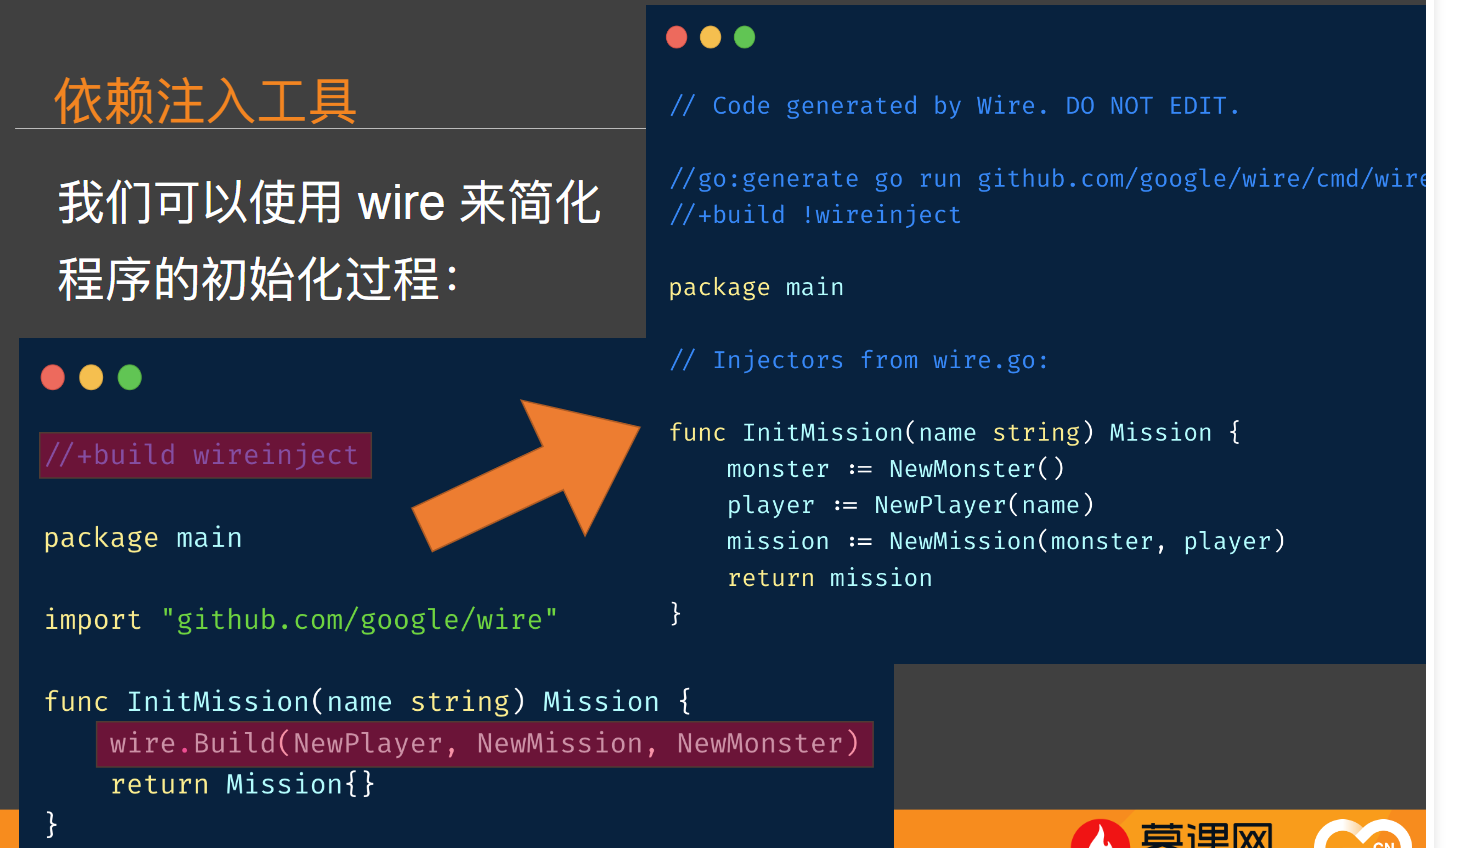 依赖注入工具
我们可以使用 wire 来简化
程序的初始化过程：
//+build wireinject
package main
import "github.com/google/wire"
func InitMission(name string) Mission {
wire.Build(NewPlayer, NewMission, NewMonster)
return Mission{}
}
// Code generated by Wire. DO NOT EDIT.
//go:generate go run github.com/google/wire/cmd/wire
//+build !wireinject
package main
// Injectors from wire.go:
func InitMission(name string) Mission {
monster := NewMonster()
player := NewPlayer(name)
mission := NewMission(monster, player)
return mission
}
慕课网
CN